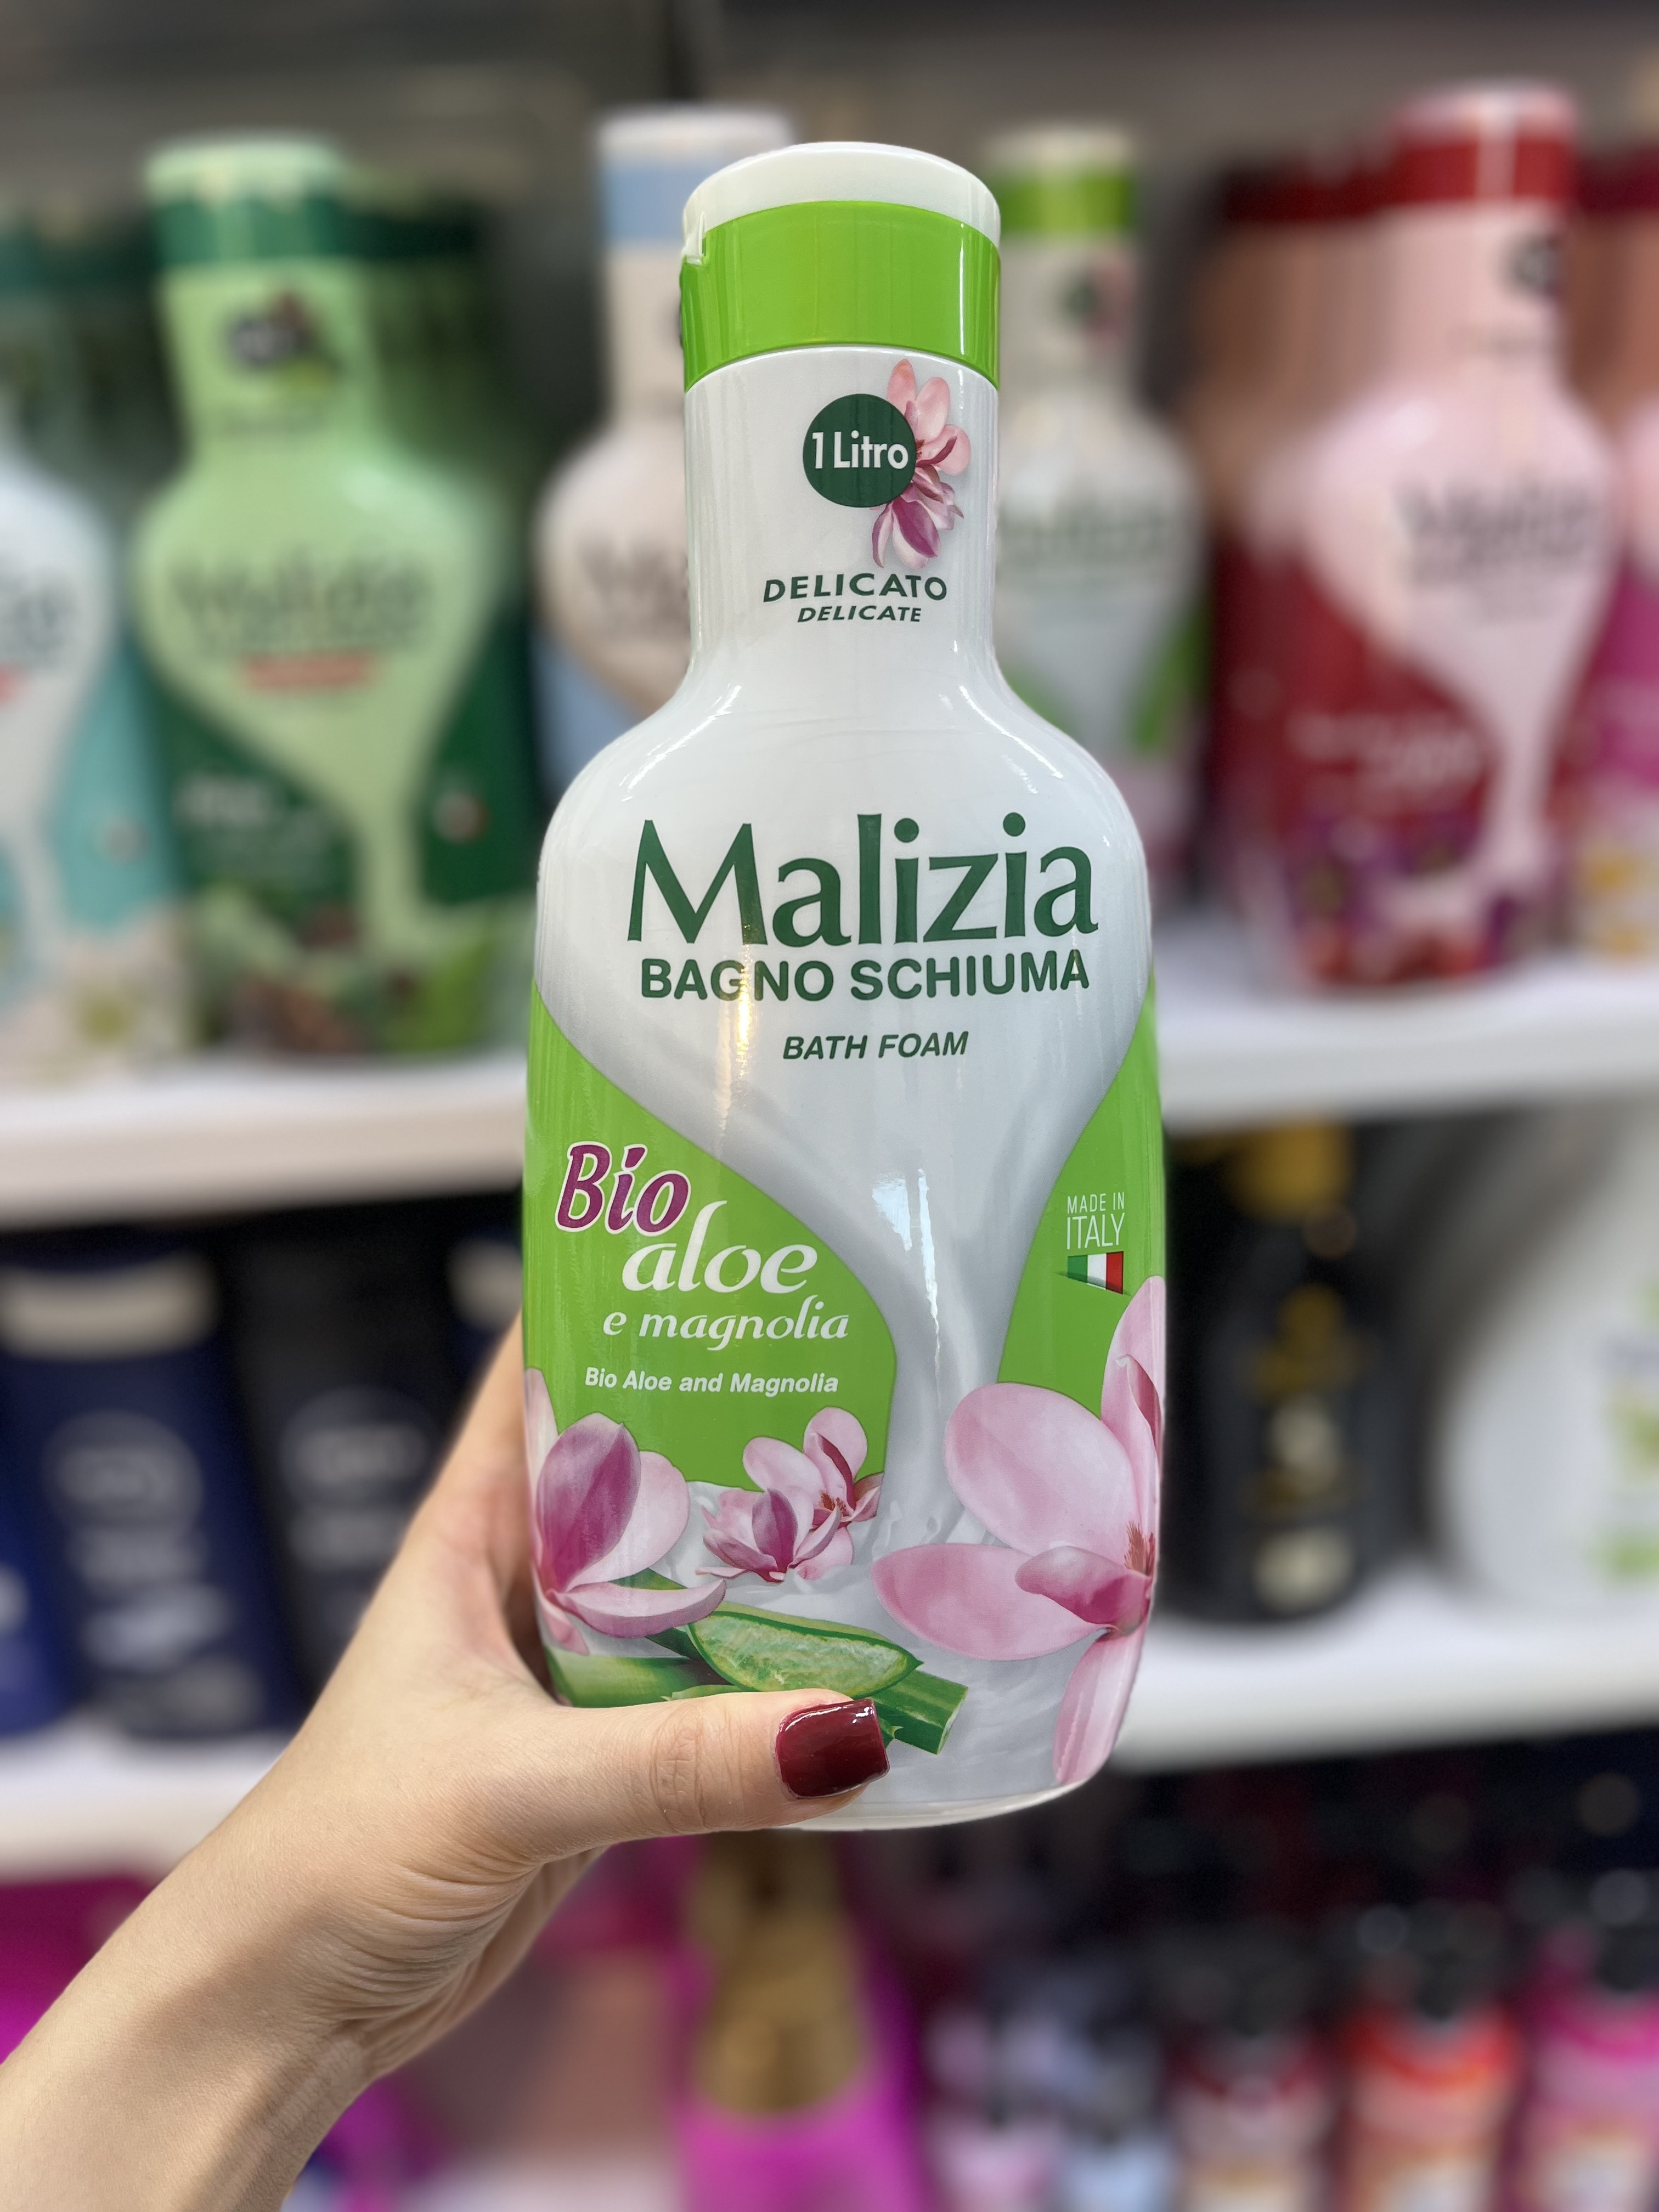 1 Litro
DELICATO
DELICATE
Malizia
BAGNO SCHIUMA
BATH FOAM
Bio
aloe
e magnolia
Bio Aloe and Magnolia
MADE IN
ITALY